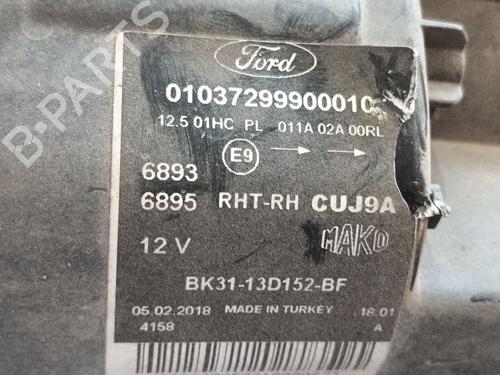 Ford
01037299900010
12.5 01HC PL 011A 02A 00RL
E9
6893
6895 RHT-RH CUJ9A
12 V MAKO
BK31-13D152-BF
05.02.2018 MADE IN TURKEY 18.01
4158 A
B-PARTS